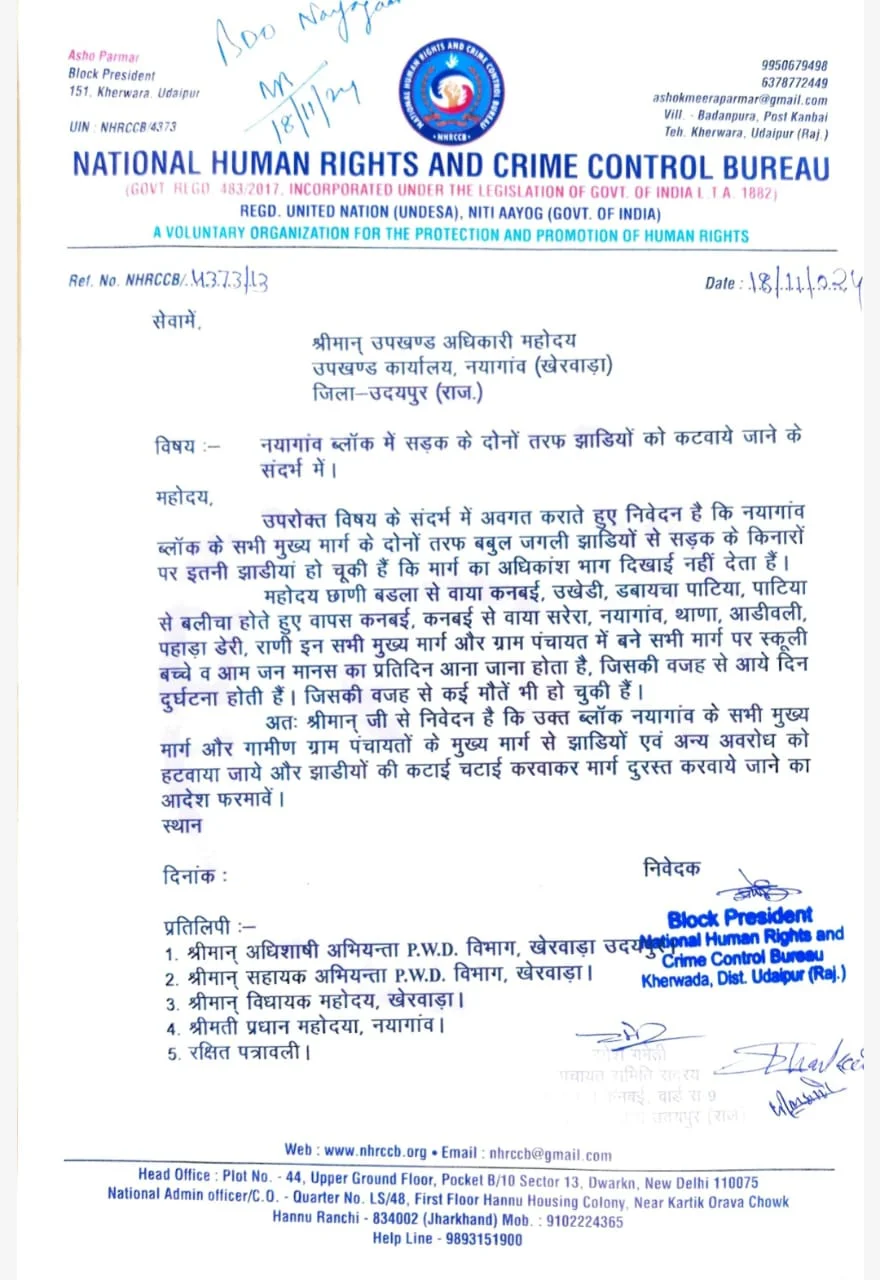 BDO Nayagaon
18/11/24
Asho Parmar
Block President
151, Kherwara, Udaipur
UIN : NHRCCB/4373
NATIONAL HUMAN RIGHTS AND CRIME CONTROL BUREAU
NHRCCB
9950679498
6378772449
ashokmeeraparmar@gmail.com
Vill. - Badanpura, Post Kanbai
Teh. Kherwara, Udaipur (Raj.)
NATIONAL HUMAN RIGHTS AND CRIME CONTROL BUREAU
(GOVT. REGD. 483/2017, INCORPORATED UNDER THE LEGISLATION OF GOVT. OF INDIA I. T.A. 1882)
REGD. UNITED NATION (UNDESA), NITI AAYOG (GOVT. OF INDIA)
A VOLUNTARY ORGANIZATION FOR THE PROTECTION AND PROMOTION OF HUMAN RIGHTS
Ref. No. NHRCCB/.4373/13
Date : 18/11/024
सेवामें,
श्रीमान् उपखण्ड अधिकारी महोदय
उपखण्ड कार्यालय, नयागांव (खेरवाड़ा)
जिला–उदयपुर (राज.)
विषय :– नयागांव ब्लॉक में सड़क के दोनों तरफ झाडियों को कटवाये जाने के
संदर्भ में।
महोदय,
उपरोक्त विषय के संदर्भ में अवगत कराते हुए निवेदन है कि नयागांव
ब्लॉक के सभी मुख्य मार्ग के दोनों तरफ बबुल जगली झाडियों से सड़क के किनारों
पर इतनी झाडीयां हो चूकी हैं कि मार्ग का अधिकांश भाग दिखाई नहीं देता हैं।
महोदय छाणी बडला से वाया कनबई, उखेडी, डबायचा पाटिया, पाटिया
से बलीचा होते हुए वापस कनबई, कनबई से वाया सरेरा, नयागांव, थाणा, आडीवली,
पहाड़ा डेरी, राणी इन सभी मुख्य मार्ग और ग्राम पंचायत में बने सभी मार्ग पर स्कूली
बच्चे व आम जन मानस का प्रतिदिन आना जाना होता है, जिसकी वजह से आये दिन
दुर्घटना होती हैं। जिसकी वजह से कई मौतें भी हो चुकी हैं।
अतः श्रीमान् जी से निवेदन है कि उक्त ब्लॉक नयागांव के सभी मुख्य
मार्ग और गामीण ग्राम पंचायतों के मुख्य मार्ग से झाडियों एवं अन्य अवरोध को
हटवाया जाये और झाडीयों की कटाई चटाई करवाकर मार्ग दुरस्त करवाये जाने का
आदेश फरमावें।
स्थान
दिनांक :
निवेदक
Block President
National Human Rights and
Crime Control Bureau
Kherwada, Dist. Udaipur (Raj.)
प्रतिलिपी :–
1. श्रीमान् अधिशाषी अभियन्ता P.W.D. विभाग, खेरवाड़ा उदयपुर।
2. श्रीमान् सहायक अभियन्ता P.W.D. विभाग, खेरवाड़ा।
3. श्रीमान् विधायक महोदय, खेरवाड़ा।
4. श्रीमती प्रधान महोदया, नयागांव।
5. रक्षित पत्रावली।
पंचायत समिति सदस्य
कनबई, वार्ड सं 9
उदयपुर (राज)
Web : www.nhrccb.org • Email : nhrccb@gmail.com
Head Office : Plot No. - 44, Upper Ground Floor, Pocket B/10 Sector 13, Dwarkn, New Delhi 110075
National Admin officer/C.O. - Quarter No. LS/48, First Floor Hannu Housing Colony, Near Kartik Orava Chowk
Hannu Ranchi - 834002 (Jharkhand) Mob. : 9102224365
Help Line - 9893151900